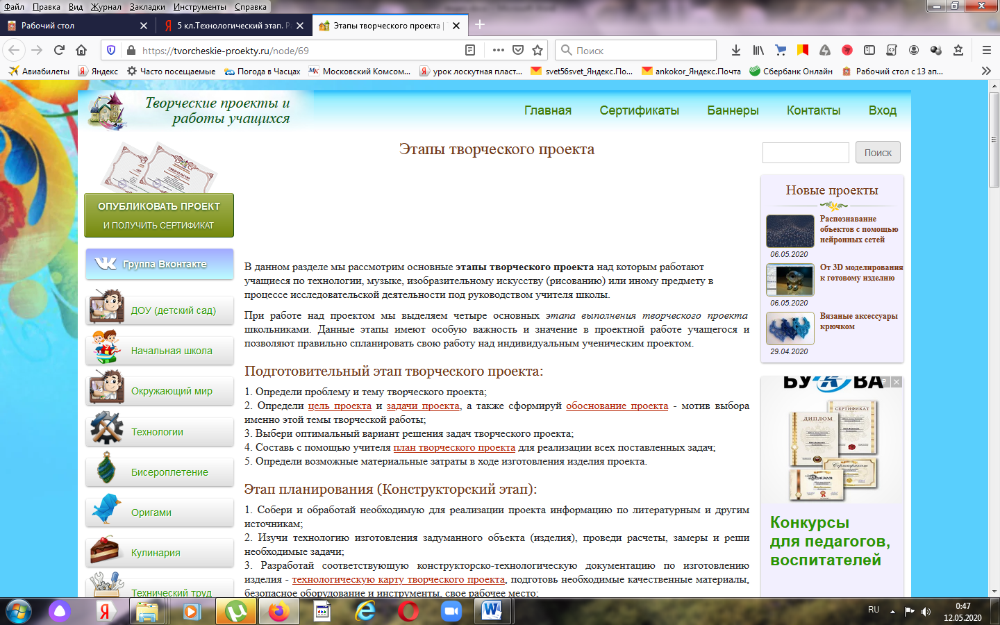 Файл Правка Вид Журнал Закладки Инструменты Справка
Рабочий стол
5 кл.Технологический этап. Р
Этапы творческого проекта |
https://tvorcheskie-proekty.ru/node/69
Поиск
Авиабилеты Яндекс Часто посещаемые Погода в Часцах Московский Комсом... урок лоскутная пласт... svet56svet_Яндекс.По... ankokor_Яндекс.Почта Сбербанк Онлайн Рабочий стол с 13 ап...
Творческие проекты и
работы учащихся
Главная Сертификаты Баннеры Контакты Вход
ОПУБЛИКОВАТЬ ПРОЕКТ
И ПОЛУЧИТЬ СЕРТИФИКАТ
Группа Вконтакте
ДОУ (детский сад)
Начальная школа
Окружающий мир
Технологии
Бисероплетение
Оригами
Кулинария
Технический труд
Этапы творческого проекта
В данном разделе мы рассмотрим основные этапы творческого проекта над которым работают
учащиеся по технологии, музыке, изобразительному искусству (рисованию) или иному предмету в
процессе исследовательской деятельности под руководством учителя школы.
При работе над проектом мы выделяем четыре основных этапа выполнения творческого проекта
школьниками. Данные этапы имеют особую важность и значение в проектной работе учащегося и
позволяют правильно спланировать свою работу над индивидуальным ученическим проектом.
Подготовительный этап творческого проекта:
1. Определи проблему и тему творческого проекта;
2. Определи цель проекта и задачи проекта, а также сформируй обоснование проекта - мотив выбора
именно этой темы творческой работы;
3. Выбери оптимальный вариант решения задач творческого проекта;
4. Составь с помощью учителя план творческого проекта для реализации всех поставленных задач;
5. Определи возможные материальные затраты в ходе изготовления изделия проекта.
Этап планирования (Конструкторский этап):
1. Собери и обработай необходимую для реализации проекта информацию по литературным и другим
источникам;
2. Изучи технологию изготовления задуманного объекта (изделия), проведи расчеты, замеры и реши
необходимые задачи;
3. Разработай соответствующую конструкторско-технологическую документацию по изготовлению
изделия - технологическую карту творческого проекта, подготовь необходимые качественные материалы,
безопасное оборудование и инструменты, свое рабочее место;
Поиск
Новые проекты
Распознавание
объектов с помощью
нейронных сетей
06.05.2020
От 3D моделирования
к готовому изделию
06.05.2020
Вязаные аксессуары
крючком
29.04.2020
БУКВА
СЕРТИФИКАТ
ДИПЛОМ
Сертификат
Диплом
Конкурсы
для педагогов,
воспитателей
RU
0:47
12.05.2020